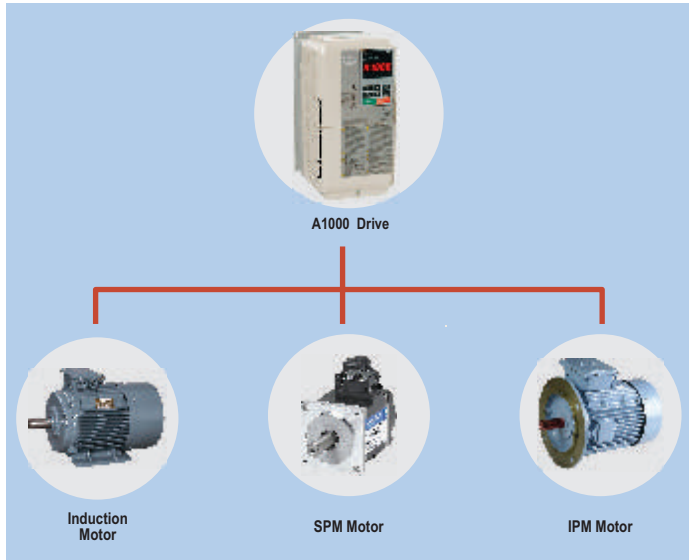 A1000 Drive
Induction
Motor
SPM Motor
IPM Motor